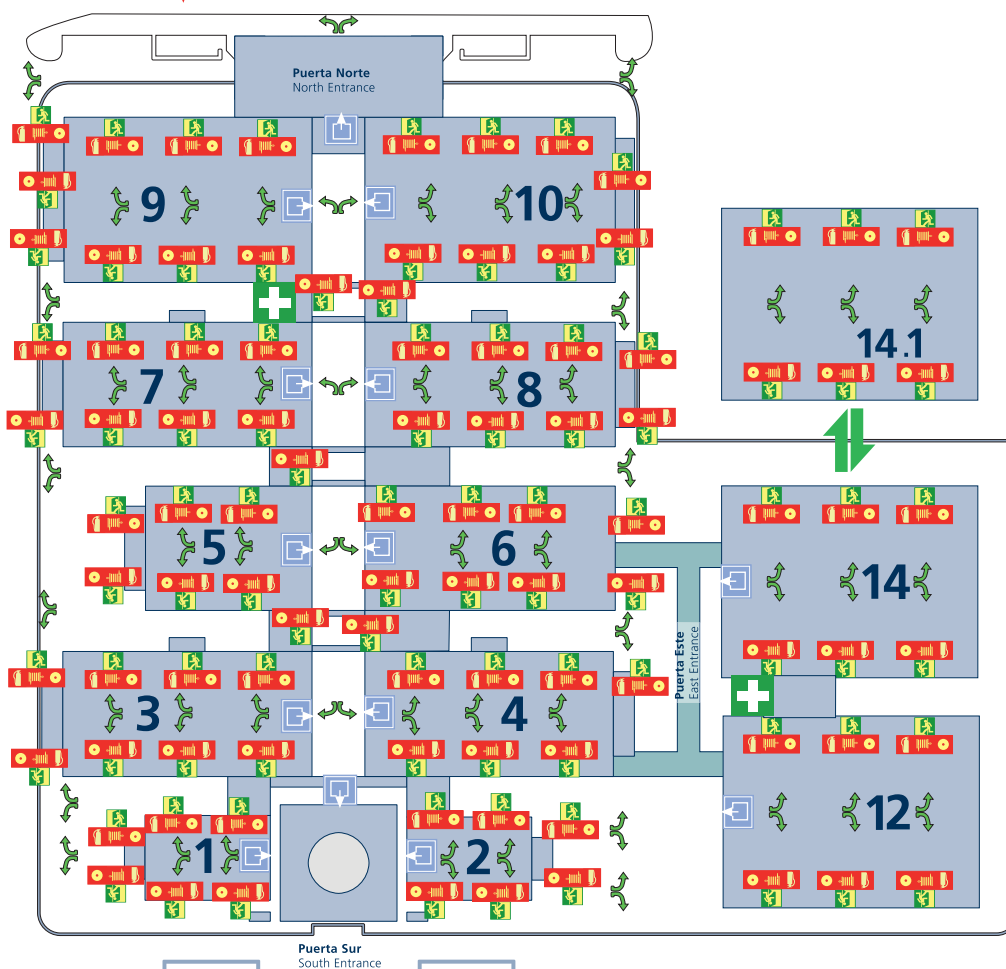 Puerta Norte
North Entrance
9
10
14.1
7
8
5
6
14
Puerta Este
East Entrance
3
4
12
1
2
Puerta Sur
South Entrance